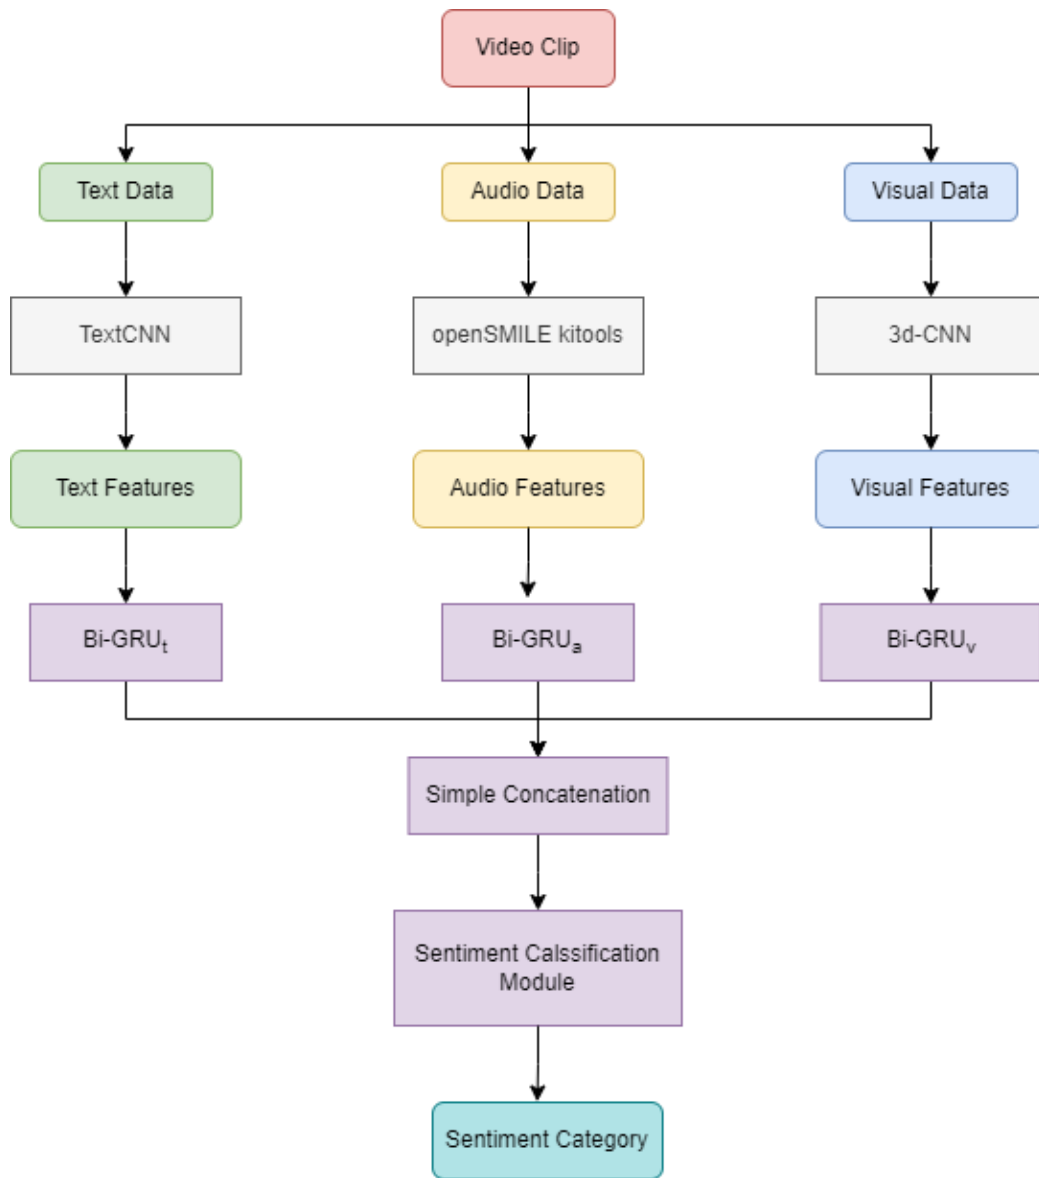 Video Clip
Text Data
Audio Data
Visual Data
TextCNN
openSMILE kitools
3d-CNN
Text Features
Audio Features
Visual Features
Bi-GRUₜ
Bi-GRUₐ
Bi-GRUᵥ
Simple Concatenation
Sentiment Calssification
Module
Sentiment Category